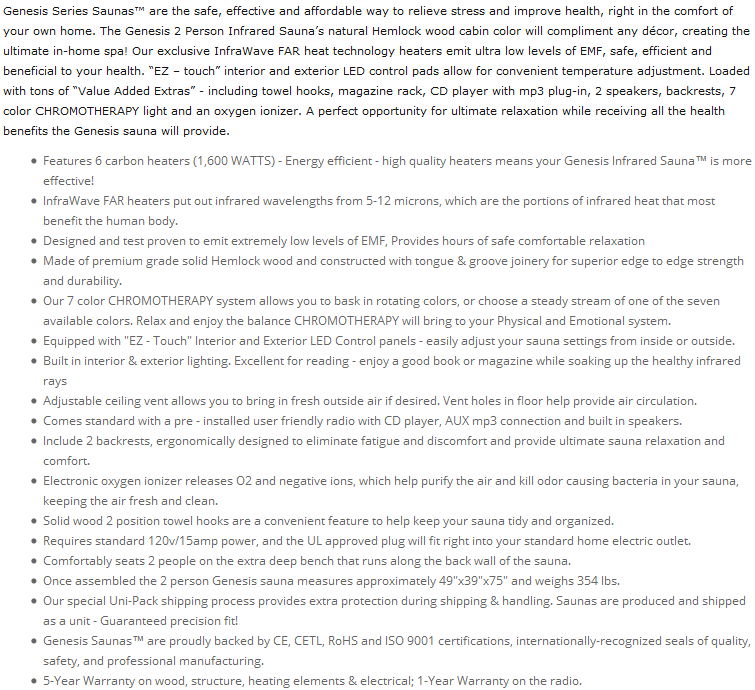 Genesis Series Saunas™ are the safe, effective and affordable way to relieve stress and improve health, right in the comfort of
your own home. The Genesis 2 Person Infrared Sauna's natural Hemlock wood cabin color will compliment any décor, creating the
ultimate in-home spa! Our exclusive InfraWave FAR heat technology heaters emit ultra low levels of EMF, safe, efficient and
beneficial to your health. “EZ – touch” interior and exterior LED control pads allow for convenient temperature adjustment. Loaded
with tons of “Value Added Extras” - including towel hooks, magazine rack, CD player with mp3 plug-in, 2 speakers, backrests, 7
color CHROMOTHERAPY light and an oxygen ionizer. A perfect opportunity for ultimate relaxation while receiving all the health
benefits the Genesis sauna will provide.
• Features 6 carbon heaters (1,600 WATTS) - Energy efficient - high quality heaters means your Genesis Infrared Sauna™ is more
effective!
• InfraWave FAR heaters put out infrared wavelengths from 5-12 microns, which are the portions of infrared heat that most
benefit the human body.
• Designed and test proven to emit extremely low levels of EMF, Provides hours of safe comfortable relaxation
• Made of premium grade solid Hemlock wood and constructed with tongue & groove joinery for superior edge to edge strength
and durability.
• Our 7 color CHROMOTHERAPY system allows you to bask in rotating colors, or choose a steady stream of one of the seven
available colors. Relax and enjoy the balance CHROMOTHERAPY will bring to your Physical and Emotional system.
• Equipped with "EZ - Touch" Interior and Exterior LED Control panels - easily adjust your sauna settings from inside or outside.
• Built in interior & exterior lighting. Excellent for reading - enjoy a good book or magazine while soaking up the healthy infrared
rays
• Adjustable ceiling vent allows you to bring in fresh outside air if desired. Vent holes in floor help provide air circulation.
• Comes standard with a pre - installed user friendly radio with CD player, AUX mp3 connection and built in speakers.
• Include 2 backrests, ergonomically designed to eliminate fatigue and discomfort and provide ultimate sauna relaxation and
comfort.
• Electronic oxygen ionizer releases O2 and negative ions, which help purify the air and kill odor causing bacteria in your sauna,
keeping the air fresh and clean.
• Solid wood 2 position towel hooks are a convenient feature to help keep your sauna tidy and organized.
• Requires standard 120v/15amp power, and the UL approved plug will fit right into your standard home electric outlet.
• Comfortably seats 2 people on the extra deep bench that runs along the back wall of the sauna.
• Once assembled the 2 person Genesis sauna measures approximately 49"x39"x75" and weighs 354 lbs.
• Our special Uni-Pack shipping process provides extra protection during shipping & handling. Saunas are produced and shipped
as a unit - Guaranteed precision fit!
• Genesis Saunas™ are proudly backed by CE, CETL, RoHS and ISO 9001 certifications, internationally-recognized seals of quality,
safety, and professional manufacturing.
• 5-Year Warranty on wood, structure, heating elements & electrical; 1-Year Warranty on the radio.